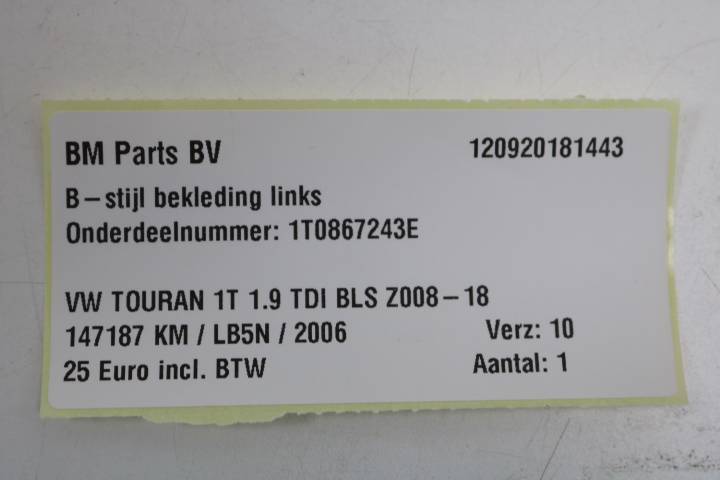 BM Parts BV 120920181443
B-stijl bekleding links
Onderdeelnummer: 1T0867243E
VW TOURAN 1T 1.9 TDI BLS Z008-18
147187 KM / LB5N / 2006 Verz: 10
25 Euro incl. BTW Aantal: 1